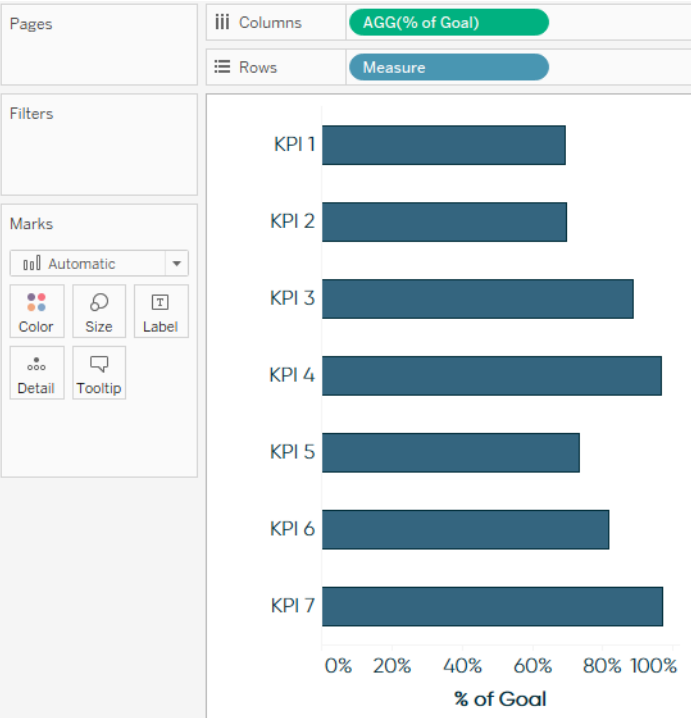 Pages
Columns
AGG(% of Goal)
Rows
Measure
Filters
Marks
Automatic
Color
Size
T
Label
Detail
Tooltip
KPI 1
KPI 2
KPI 3
KPI 4
KPI 5
KPI 6
KPI 7
0% 20% 40% 60% 80% 100%
% of Goal